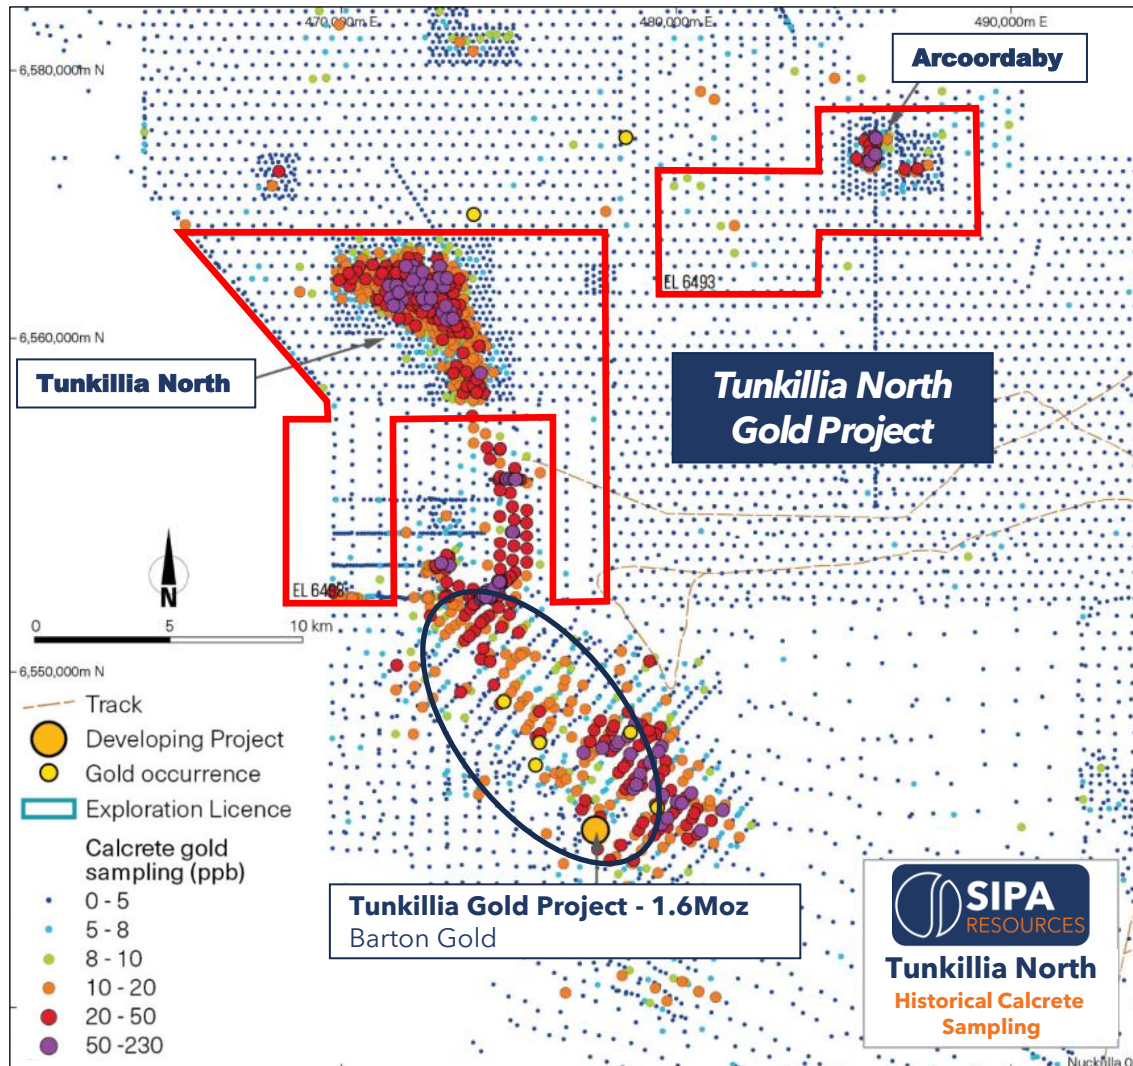 470,000m E
480,000m E
490,000m E
6,580,000m N
Arcoordaby
EL 6493
6,560,000m N
Tunkillia North
Tunkillia North
Gold Project
N
EL 6498
0 5 10 km
6,550,000m N
Track
Developing Project
Gold occurrence
Exploration Licence
Calcrete gold
sampling (ppb)
0 - 5
5 - 8
8 - 10
10 - 20
20 - 50
50 -230
Tunkillia Gold Project - 1.6Moz
Barton Gold
SIPA
RESOURCES
Tunkillia North
Historical Calcrete
Sampling